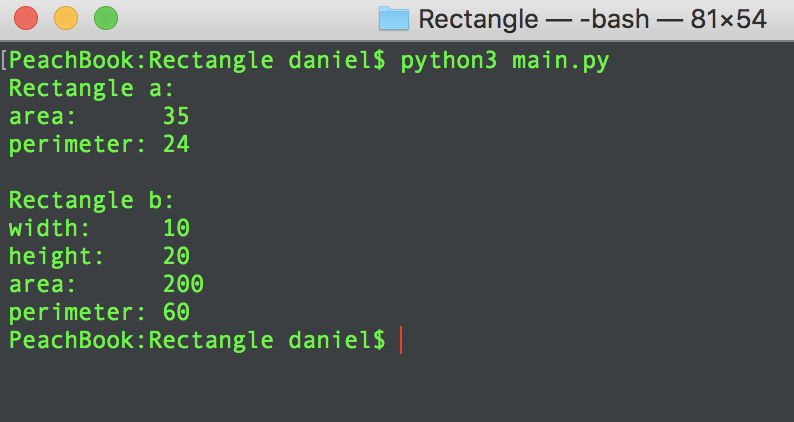 Rectangle — -bash — 81×54
[PeachBook:Rectangle daniel$ python3 main.py
Rectangle a:
area:      35
perimeter: 24

Rectangle b:
width:     10
height:    20
area:      200
perimeter: 60
PeachBook:Rectangle daniel$